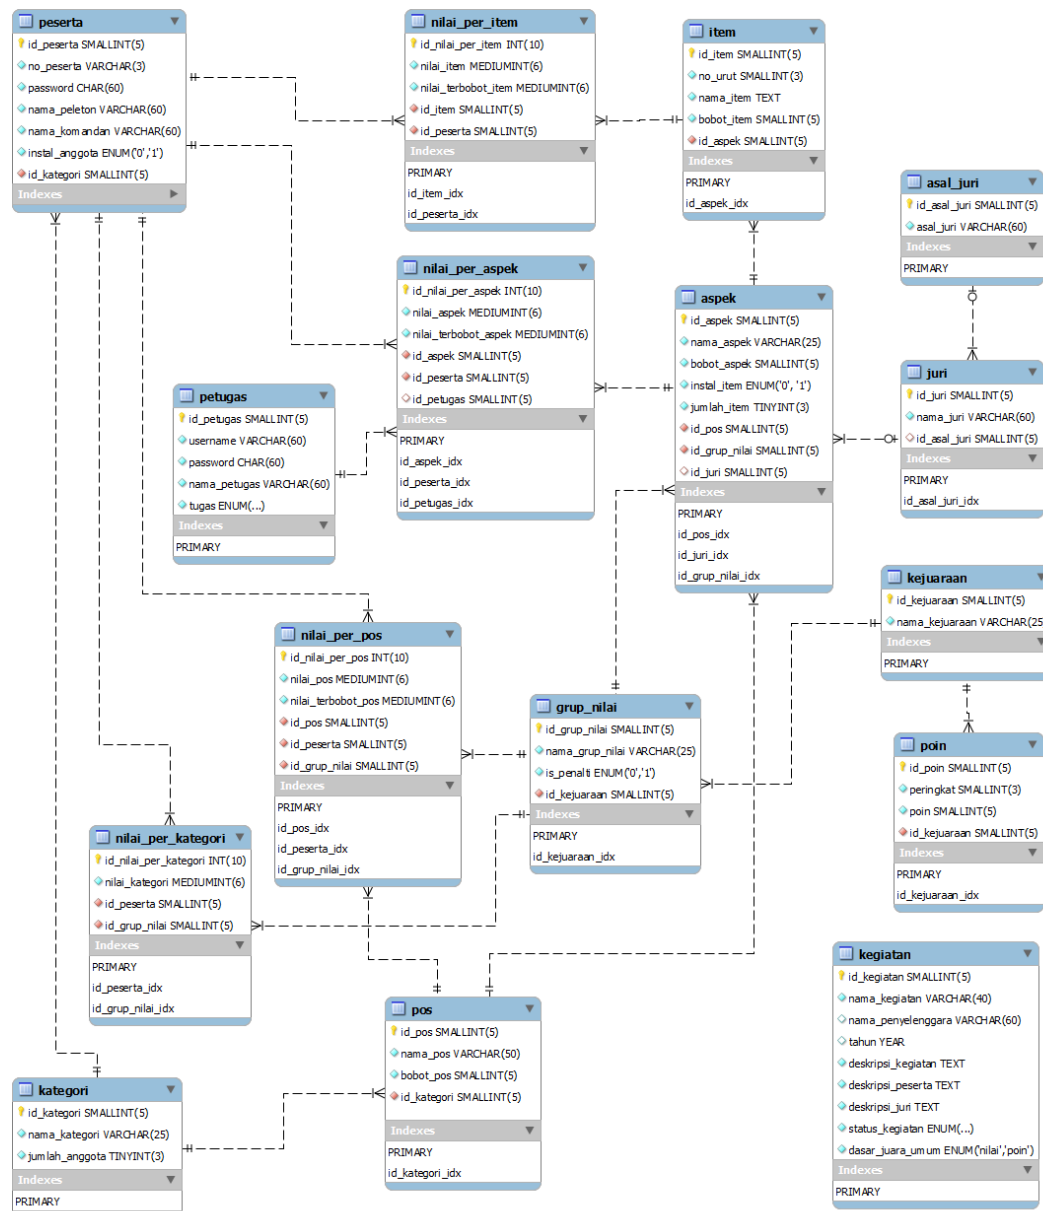 peserta
id_peserta SMALLINT(5)
no_peserta VARCHAR(3)
password CHAR(60)
nama_peleton VARCHAR(60)
nama_komandan VARCHAR(60)
instal_anggota ENUM('0','1')
id_kategori SMALLINT(5)
Indexes
nilai_per_item
id_nilai_per_item INT(10)
nilai_item MEDIUMINT(6)
nilai_terbobot_item MEDIUMINT(6)
id_item SMALLINT(5)
id_peserta SMALLINT(5)
Indexes
PRIMARY
id_item_idx
id_peserta_idx
item
id_item SMALLINT(5)
no_urut SMALLINT(3)
nama_item TEXT
bobot_item SMALLINT(5)
id_aspek SMALLINT(5)
Indexes
PRIMARY
id_aspek_idx
asal_juri
id_asal_juri SMALLINT(5)
asal_juri VARCHAR(60)
Indexes
PRIMARY
nilai_per_aspek
id_nilai_per_aspek INT(10)
nilai_aspek MEDIUMINT(6)
nilai_terbobot_aspek MEDIUMINT(6)
id_aspek SMALLINT(5)
id_peserta SMALLINT(5)
id_petugas SMALLINT(5)
Indexes
PRIMARY
id_aspek_idx
id_peserta_idx
id_petugas_idx
aspek
id_aspek SMALLINT(5)
nama_aspek VARCHAR(25)
bobot_aspek SMALLINT(5)
instal_item ENUM('0', '1')
jumlah_item TINYINT(3)
id_pos SMALLINT(5)
id_grup_nilai SMALLINT(5)
id_juri SMALLINT(5)
Indexes
PRIMARY
id_pos_idx
id_juri_idx
id_grup_nilai_idx
juri
id_juri SMALLINT(5)
nama_juri VARCHAR(60)
id_asal_juri SMALLINT(5)
Indexes
PRIMARY
id_asal_juri_idx
petugas
id_petugas SMALLINT(5)
username VARCHAR(60)
password CHAR(60)
nama_petugas VARCHAR(60)
tugas ENUM(...)
Indexes
PRIMARY
kejuaraan
id_kejuaraan SMALLINT(5)
nama_kejuaraan VARCHAR(25
Indexes
PRIMARY
nilai_per_pos
id_nilai_per_pos INT(10)
nilai_pos MEDIUMINT(6)
nilai_terbobot_pos MEDIUMINT(6)
id_pos SMALLINT(5)
id_peserta SMALLINT(5)
id_grup_nilai SMALLINT(5)
Indexes
PRIMARY
id_pos_idx
id_peserta_idx
id_grup_nilai_idx
grup_nilai
id_grup_nilai SMALLINT(5)
nama_grup_nilai VARCHAR(25)
is_penalti ENUM('0','1')
id_kejuaraan SMALLINT(5)
Indexes
PRIMARY
id_kejuaraan_idx
poin
id_poin SMALLINT(5)
peringkat SMALLINT(3)
poin SMALLINT(5)
id_kejuaraan SMALLINT(5)
Indexes
PRIMARY
id_kejuaraan_idx
nilai_per_kategori
id_nilai_per_kategori INT(10)
nilai_kategori MEDIUMINT(6)
id_peserta SMALLINT(5)
id_grup_nilai SMALLINT(5)
Indexes
PRIMARY
id_peserta_idx
id_grup_nilai_idx
pos
id_pos SMALLINT(5)
nama_pos VARCHAR(50)
bobot_pos SMALLINT(5)
id_kategori SMALLINT(5)
Indexes
PRIMARY
id_kategori_idx
kegiatan
id_kegiatan SMALLINT(5)
nama_kegiatan VARCHAR(40)
nama_penyelenggara VARCHAR(60)
tahun YEAR
deskripsi_kegiatan TEXT
deskripsi_peserta TEXT
deskripsi_juri TEXT
status_kegiatan ENUM(...)
dasar_juara_umum ENUM('nilai','poin')
Indexes
PRIMARY
kategori
id_kategori SMALLINT(5)
nama_kategori VARCHAR(25)
jumlah_anggota TINYINT(3)
Indexes
PRIMARY